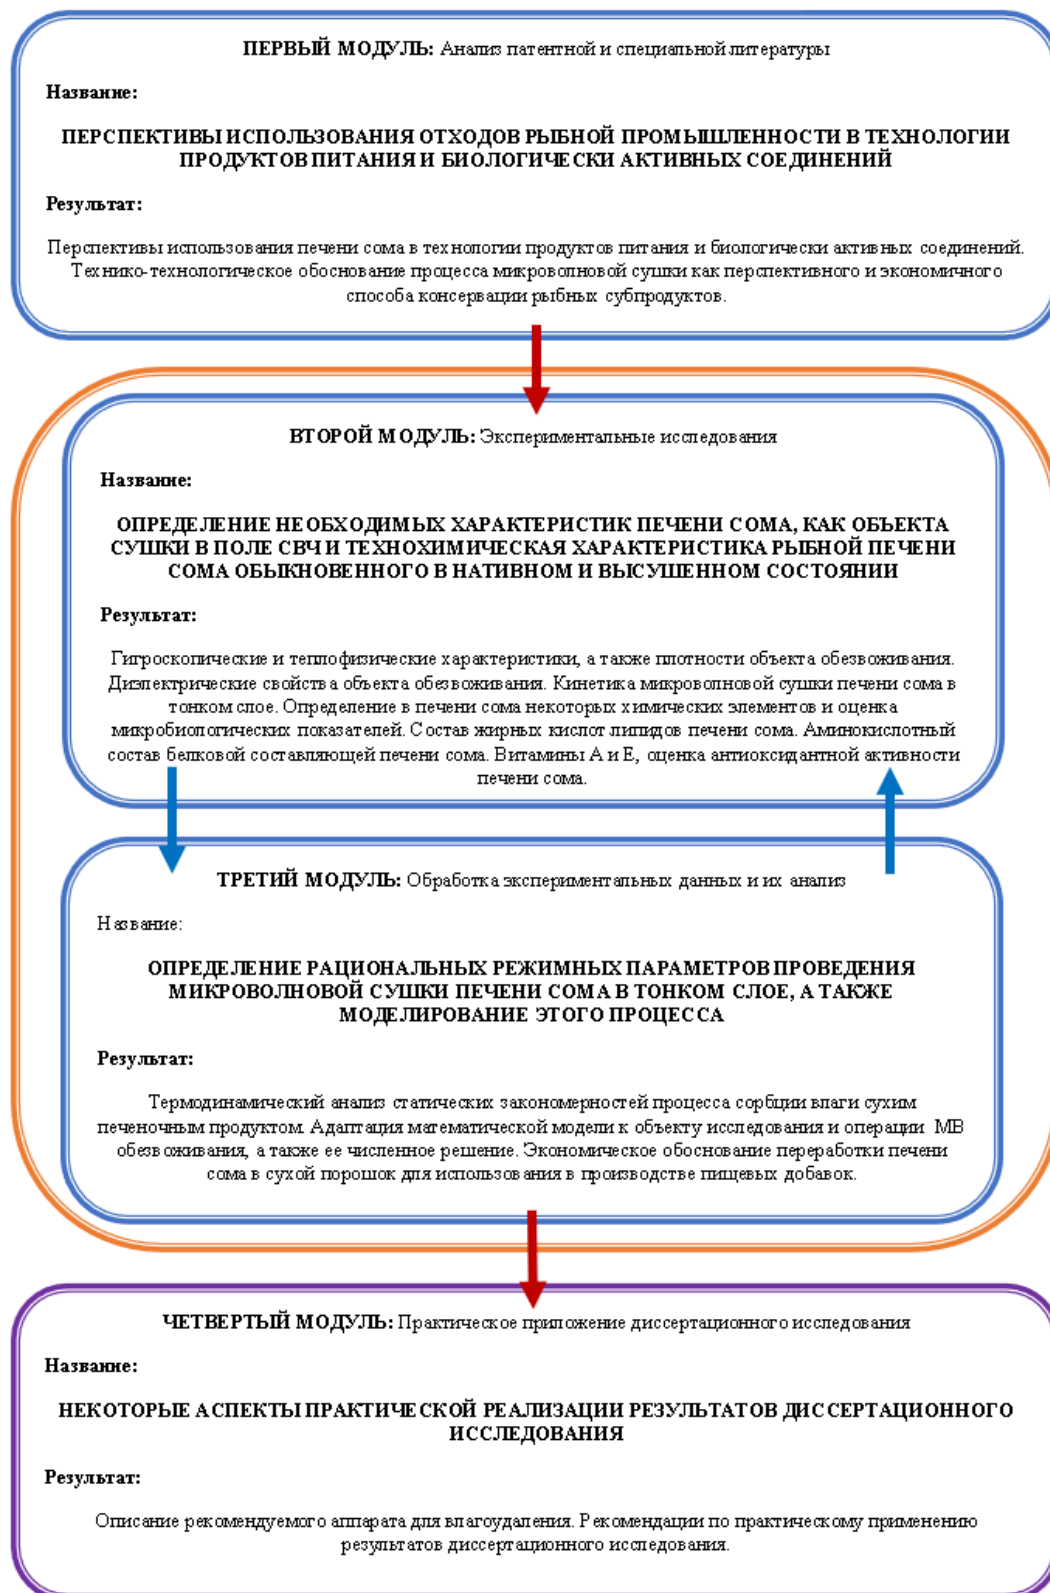 ПЕРВЫЙ МОДУЛЬ: Анализ патентной и специальной литературы
Название:
ПЕРСПЕКТИВЫ ИСПОЛЬЗОВАНИЯ ОТХОДОВ РЫБНОЙ ПРОМЫШЛЕННОСТИ В ТЕХНОЛОГИИ
ПРОДУКТОВ ПИТАНИЯ И БИОЛОГИЧЕСКИ АКТИВНЫХ СОЕДИНЕНИЙ
Результат:
Перспективы использования печени сома в технологии продуктов питания и биологически активных соединений.
Технико-технологическое обоснование процесса микроволновой сушки как перспективного и экономичного
способа консервации рыбных субпродуктов.
ВТОРОЙ МОДУЛЬ: Экспериментальные исследования
Название:
ОПРЕДЕЛЕНИЕ НЕОБХОДИМЫХ ХАРАКТЕРИСТИК ПЕЧЕНИ СОМА, КАК ОБЪЕКТА
СУШКИ В ПОЛЕ СВЧ И ТЕХНОХИМИЧЕСКАЯ ХАРАКТЕРИСТИКА РЫБНОЙ ПЕЧЕНИ
СОМА ОБЫКНОВЕННОГО В НАТИВНОМ И ВЫСУШЕННОМ СОСТОЯНИИ
Результат:
Гигроскопические и теплофизические характеристики, а также плотности объекта обезвоживания.
Диэлектрические свойства объекта обезвоживания. Кинетика микроволновой сушки печени сома в
тонком слое. Определение в печени сома некоторых химических элементов и оценка
микробиологических показателей. Состав жирных кислот липидов печени сома. Аминокислотный
состав белковой составляющей печени сома. Витамины А и Е, оценка антиоксидантной активности
печени сома.
ТРЕТИЙ МОДУЛЬ: Обработка экспериментальных данных и их анализ
Название:
ОПРЕДЕЛЕНИЕ РАЦИОНАЛЬНЫХ РЕЖИМНЫХ ПАРАМЕТРОВ ПРОВЕДЕНИЯ
МИКРОВОЛНОВОЙ СУШКИ ПЕЧЕНИ СОМА В ТОНКОМ СЛОЕ, А ТАКЖЕ
МОДЕЛИРОВАНИЕ ЭТОГО ПРОЦЕССА
Результат:
Термодинамический анализ статических закономерностей процесса сорбции влаги сухим
печеночным продуктом. Адаптация математической модели к объекту исследования и операции МВ
обезвоживания, а также ее численное решение. Экономическое обоснование переработки печени
сома в сухой порошок для использования в производстве пищевых добавок.
ЧЕТВЕРТЫЙ МОДУЛЬ: Практическое приложение диссертационного исследования
Название:
НЕКОТОРЫЕ АСПЕКТЫ ПРАКТИЧЕСКОЙ РЕАЛИЗАЦИИ РЕЗУЛЬТАТОВ ДИССЕРТАЦИОННОГО
ИССЛЕДОВАНИЯ
Результат:
Описание рекомендуемого аппарата для влагоудаления. Рекомендации по практическому применению
результатов диссертационного исследования.